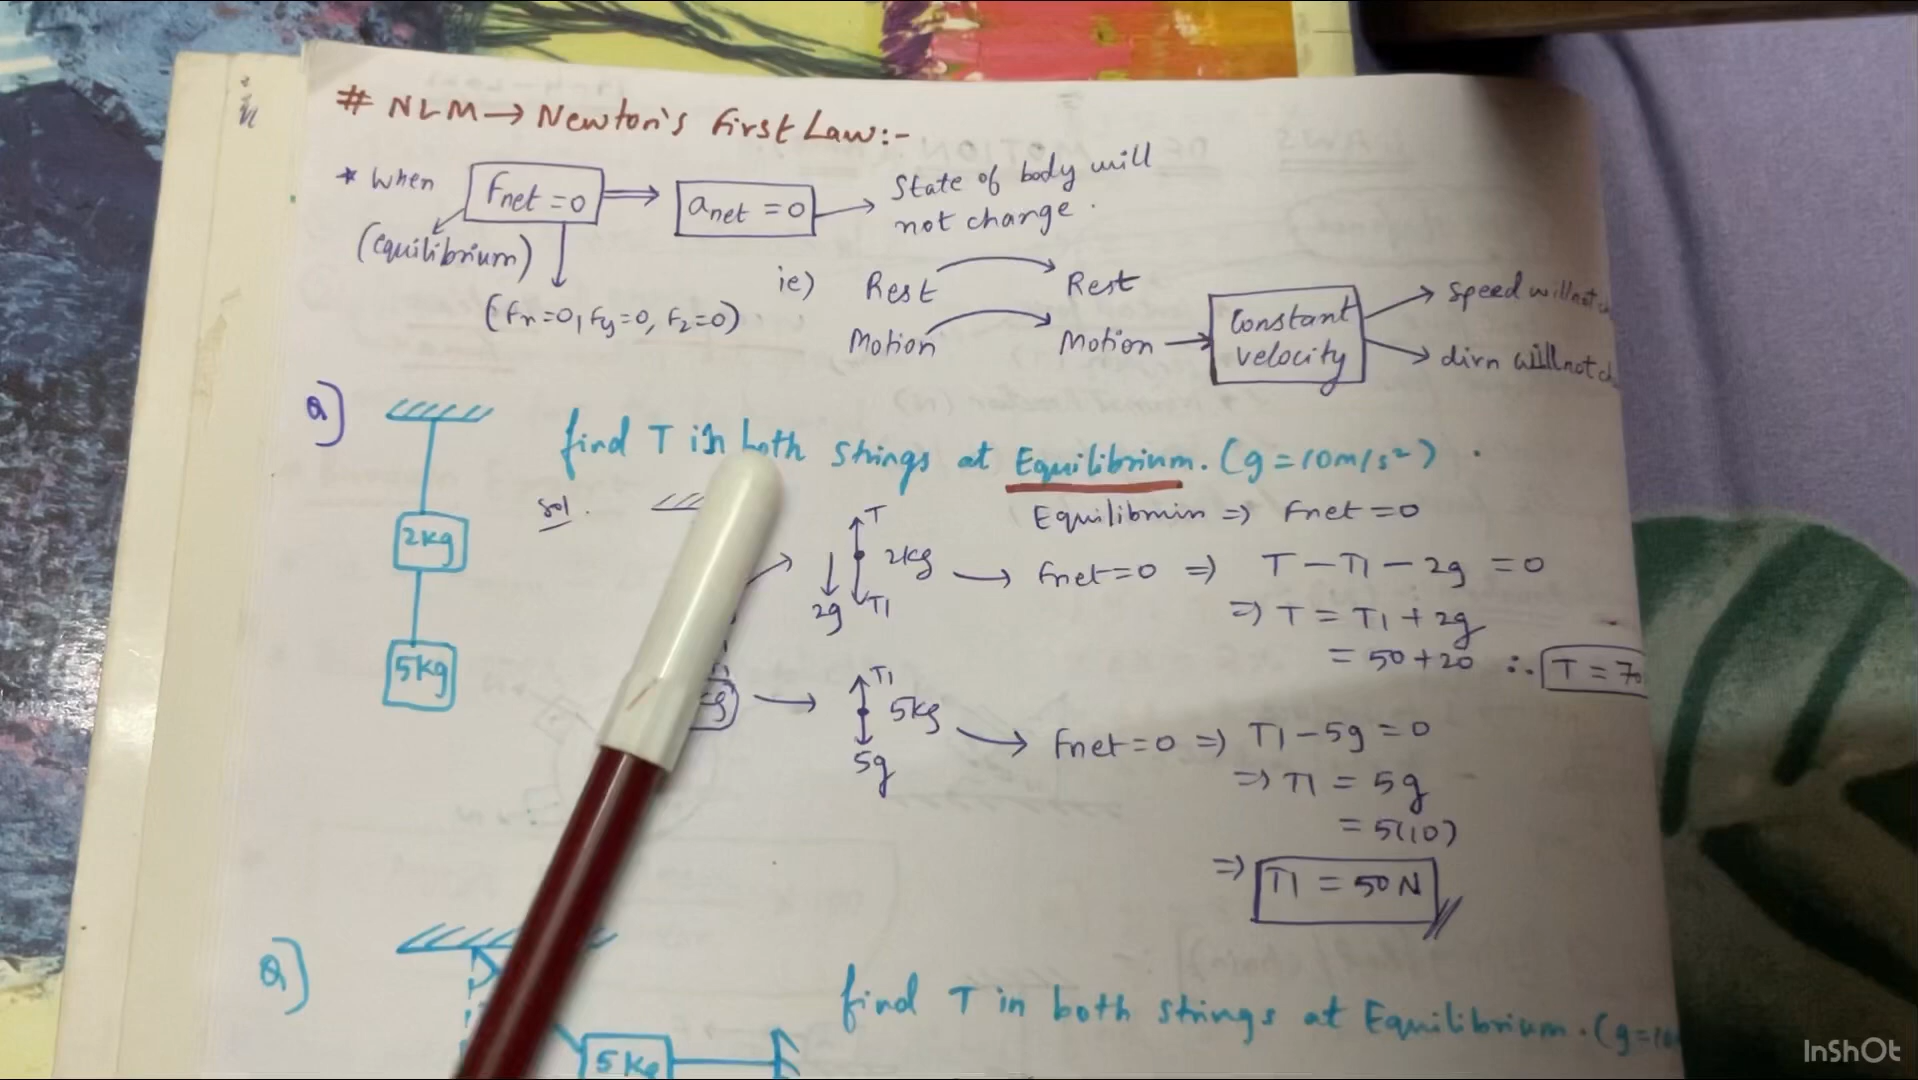 # NLM → Newton's First Law:-
* When Fnet = 0 ⇒ anet = 0 → State of body will not change.
(equilibrium)
(Fx=0, Fy=0, Fz=0)
ie) Rest Rest
Motion Motion → Constant velocity
→ Speed will not
→ dirn will not
Q]
2kg
5kg
find T in both Strings at Equilibrium. (g = 10m/s²)
Sol.
Equilibmin => Fnet = 0
T
2kg
2g T1
→ Fnet = 0 => T - T1 - 2g = 0
=> T = T1 + 2g
= 50 + 20 ∴ T = 70
T1
5kg
5g
→ Fnet = 0 => T1 - 5g = 0
=> T1 = 5g
= 5(10)
=> T1 = 50 N
Q]
5kg
find T in both strings at Equilibrium. (g = 10
InShOt